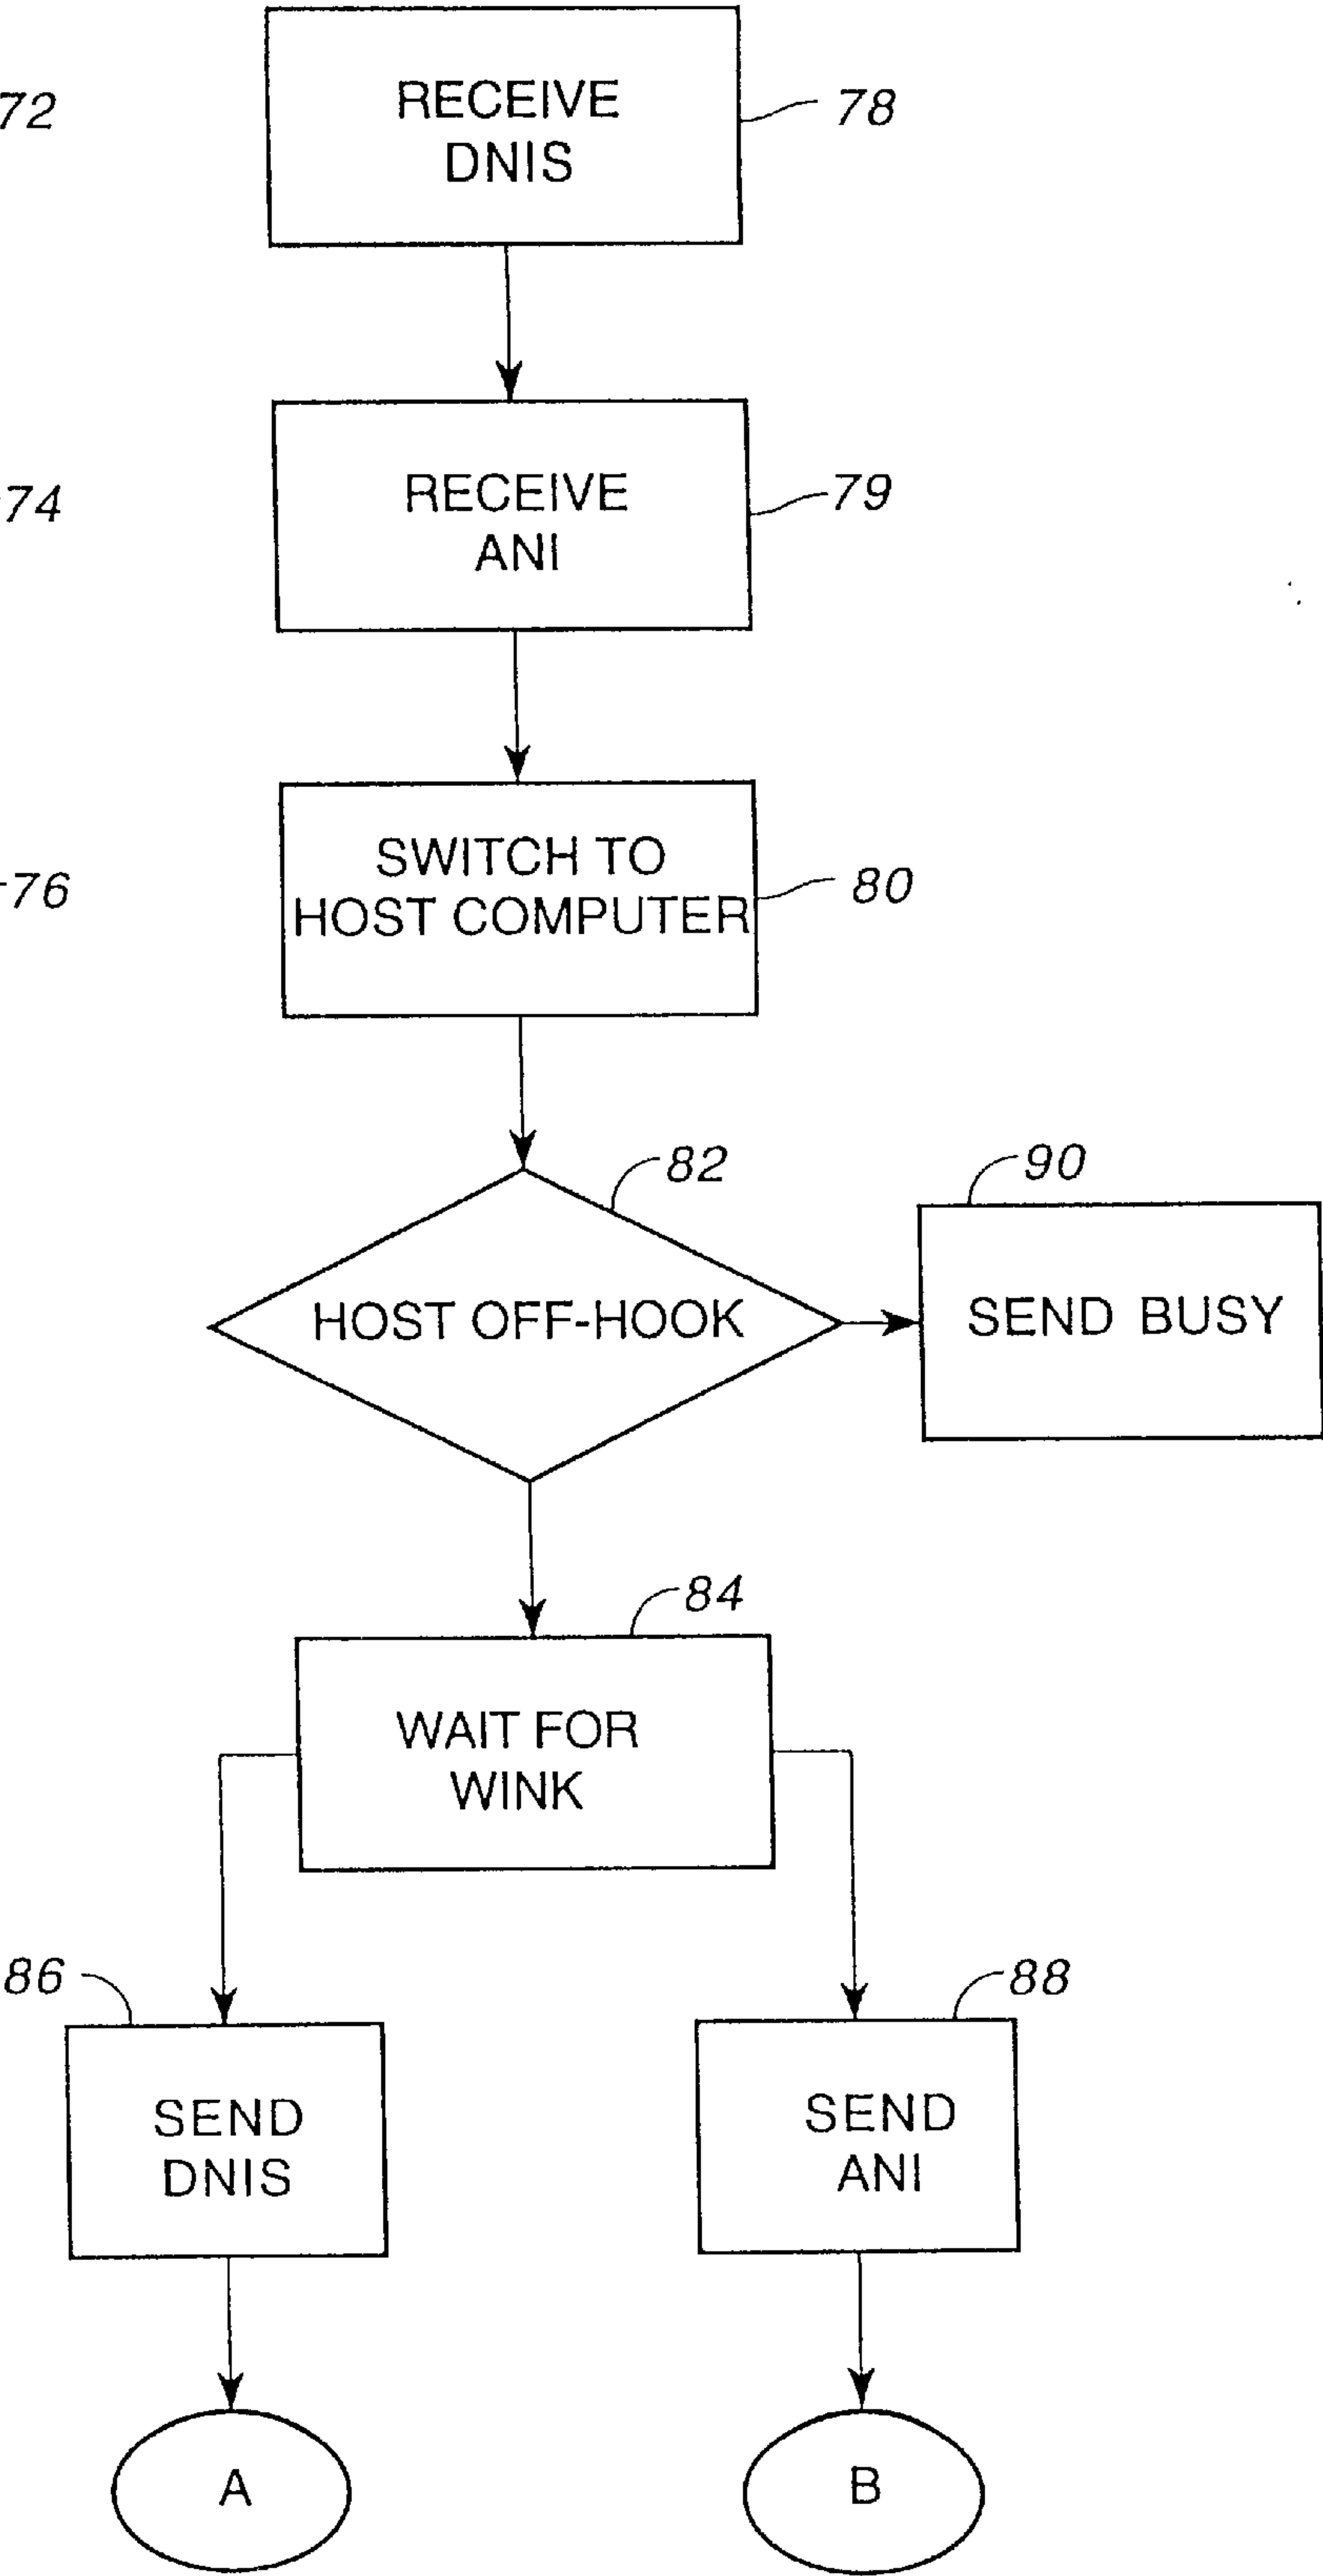 72
RECEIVE
DNIS
78
74
RECEIVE
ANI
79
76
SWITCH TO
HOST COMPUTER
80
82
HOST OFF-HOOK
90
SEND BUSY
84
WAIT FOR
WINK
86
SEND
DNIS
88
SEND
ANI
A
B